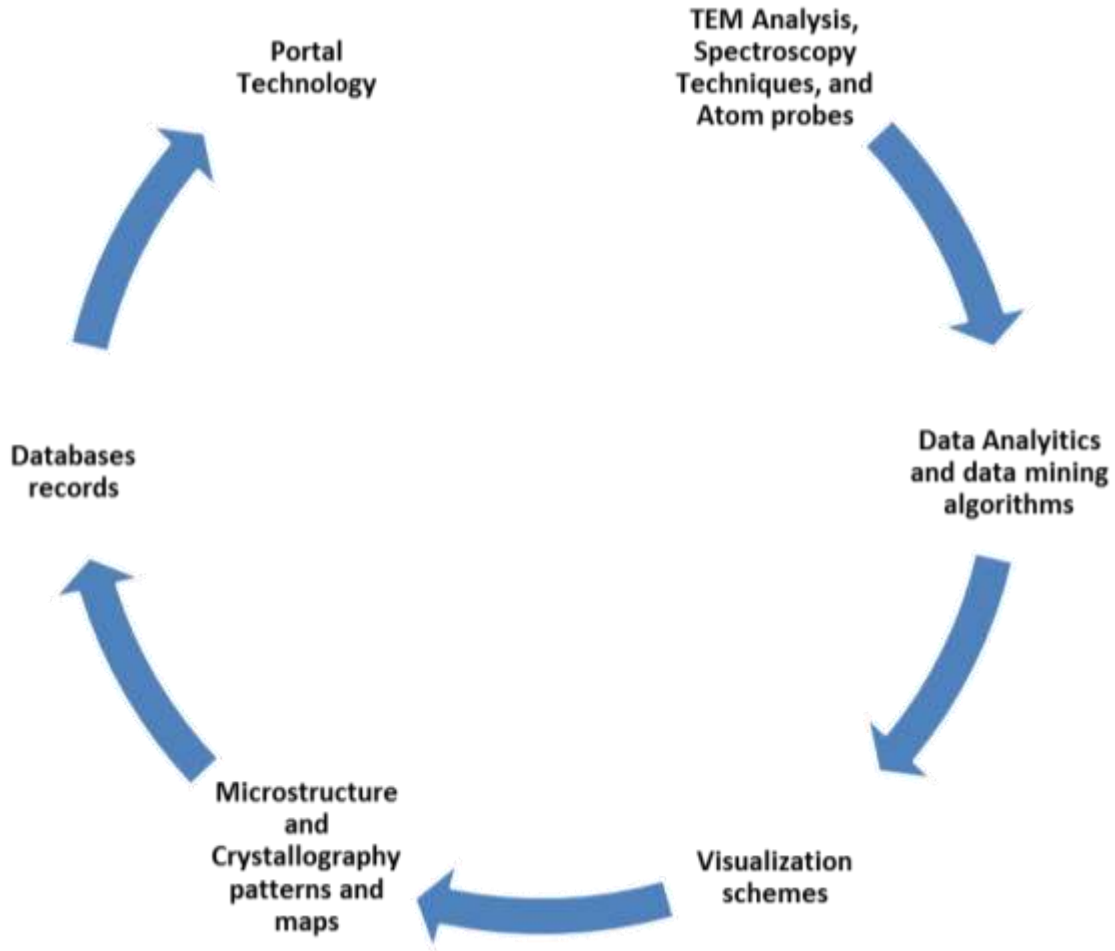 Portal
Technology
TEM Analysis,
Spectroscopy
Techniques, and
Atom probes
Data Analyitics
and data mining
algorithms
Visualization
schemes
Microstructure
and
Crystallography
patterns and
maps
Databases
records